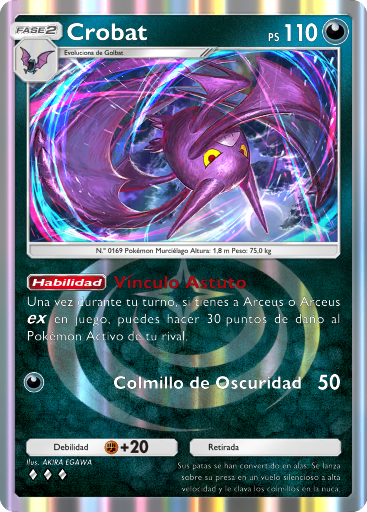 FASE2 Crobat PS 110
Evoluciona de Golbat.
N.º 0169 Pokémon Murciélago Altura: 1,8 m Peso: 75,0 kg
Habilidad Vínculo Astuto
Una vez durante tu turno, si tienes a Arceus o Arceus
ex en juego, puedes hacer 30 puntos de daño al
Pokémon Activo de tu rival.
Colmillo de Oscuridad 50
Debilidad +20 Retirada
Ilus. AKIRA EGAWA
Sus patas se han convertido en alas. Se lanza
sobre su presa en un vuelo silencioso a alta
velocidad y le clava los colmillos en la nuca.